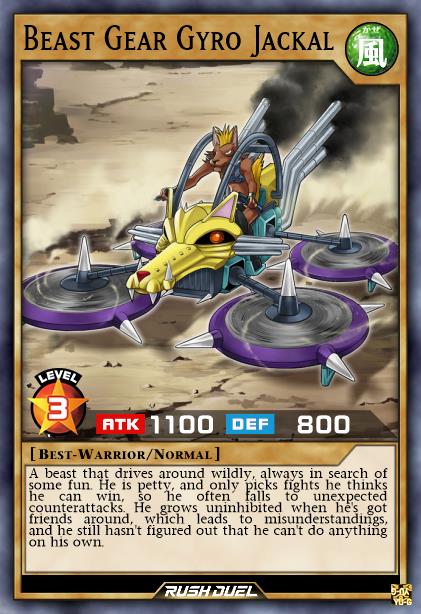 BEAST GEAR GYRO JACKAL
かぜ
風
LEVEL
3
ATK 1100 DEF 800
[BEST-WARRIOR/NORMAL]
A beast that drives around wildly, always in search of
some fun. He is petty, and only picks fights he thinks
he can win, so he often falls to unexpected
counterattacks. He grows uninhibited when he's got
friends around, which leads to misunderstandings,
and he still hasn't figured out that he can't do anything
on his own.
RUSH DUEL